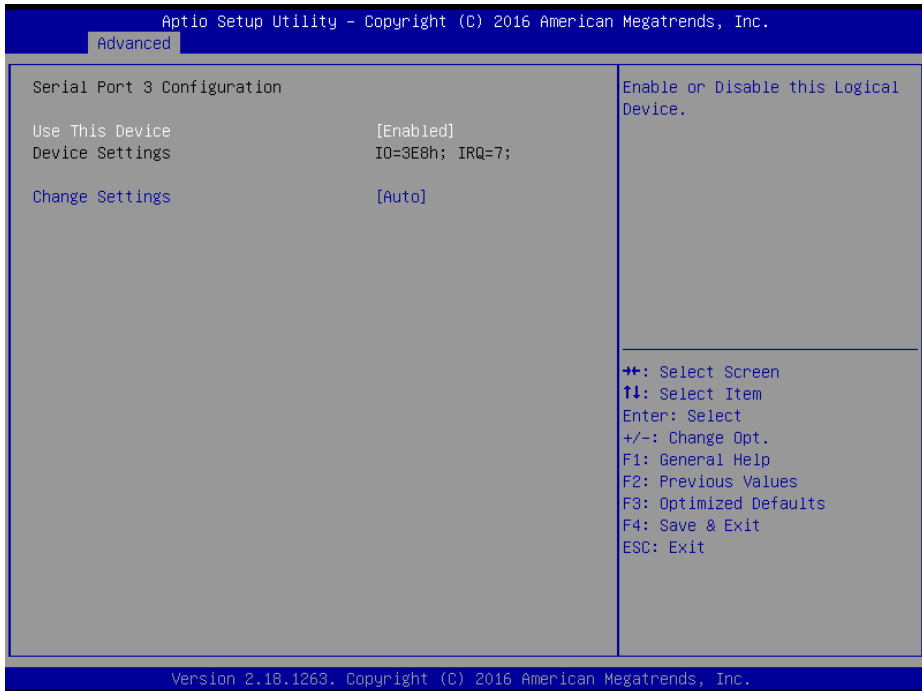 Aptio Setup Utility – Copyright (C) 2016 American Megatrends, Inc.
Advanced
Serial Port 3 Configuration
Use This Device [Enabled]
Device Settings IO=3E8h; IRQ=7;
Change Settings [Auto]
Enable or Disable this Logical
Device.
→←: Select Screen
↑↓: Select Item
Enter: Select
+/-: Change Opt.
F1: General Help
F2: Previous Values
F3: Optimized Defaults
F4: Save & Exit
ESC: Exit
Version 2.18.1263. Copyright (C) 2016 American Megatrends, Inc.